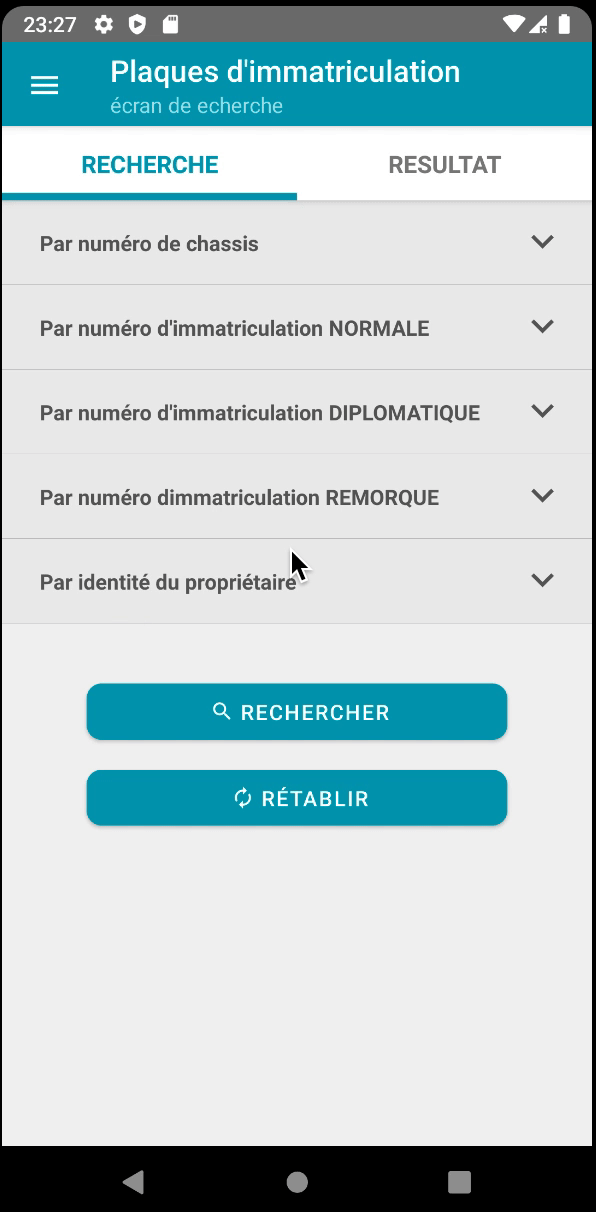 23:27
Plaques d'immatriculation
écran de echerche
RECHERCHE
RESULTAT
Par numéro de chassis
Par numéro d'immatriculation NORMALE
Par numéro d'immatriculation DIPLOMATIQUE
Par numéro dimmatriculation REMORQUE
Par identité du propriétaire
RECHERCHER
RÉTABLIR